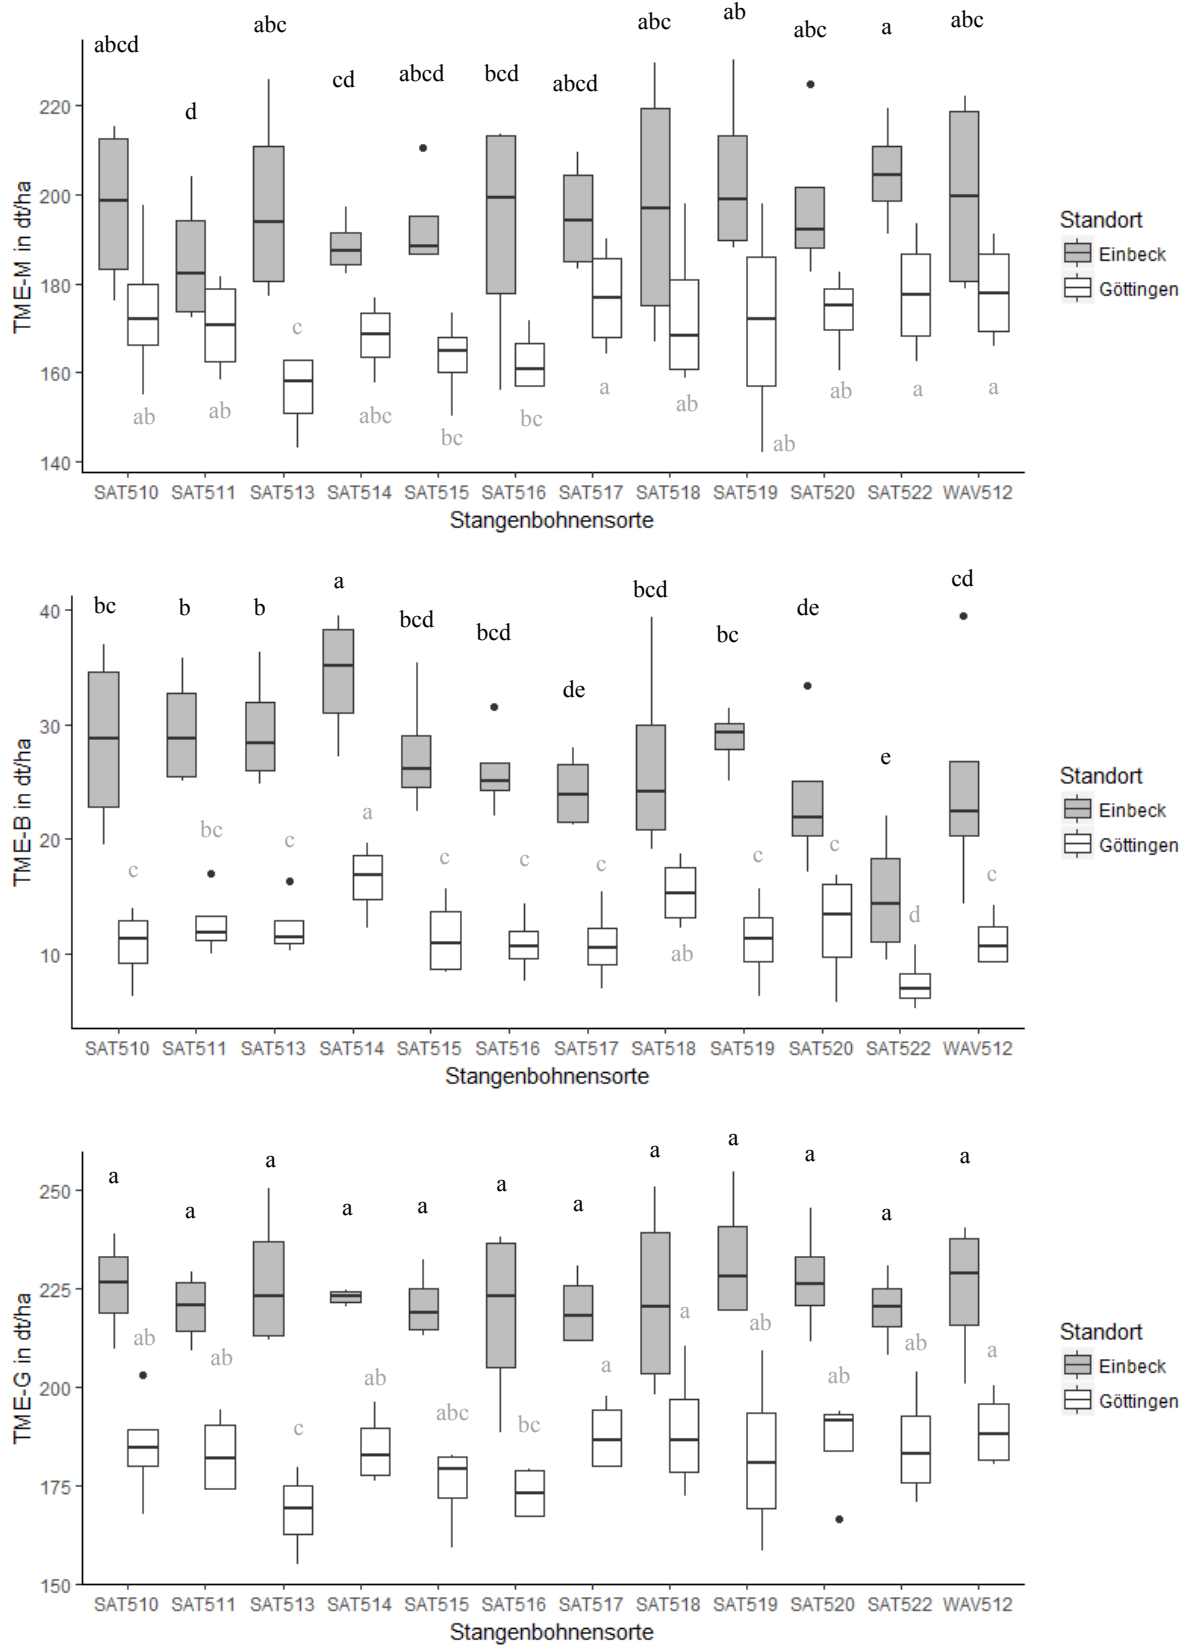 abcd
d
abc
cd
abcd
bcd
abcd
abc
ab
abc
a
abc
TME-M in dt/ha
220
200
180
160
140
ab
ab
c
abc
bc
bc
a
ab
ab
ab
a
a
SAT510 SAT511 SAT513 SAT514 SAT515 SAT516 SAT517 SAT518 SAT519 SAT520 SAT522 WAV512
Stangenbohnensorte
Standort
Einbeck
Göttingen
bc
b
b
a
bcd
bcd
de
bcd
bc
de
e
cd
TME-B in dt/ha
40
30
20
10
c
bc
c
a
c
c
c
ab
c
c
d
c
SAT510 SAT511 SAT513 SAT514 SAT515 SAT516 SAT517 SAT518 SAT519 SAT520 SAT522 WAV512
Stangenbohnensorte
Standort
Einbeck
Göttingen
a
a
a
a
a
a
a
a
a
a
a
a
TME-G in dt/ha
250
225
200
175
150
ab
ab
c
ab
abc
bc
a
a
ab
ab
ab
a
SAT510 SAT511 SAT513 SAT514 SAT515 SAT516 SAT517 SAT518 SAT519 SAT520 SAT522 WAV512
Stangenbohnensorte
Standort
Einbeck
Göttingen